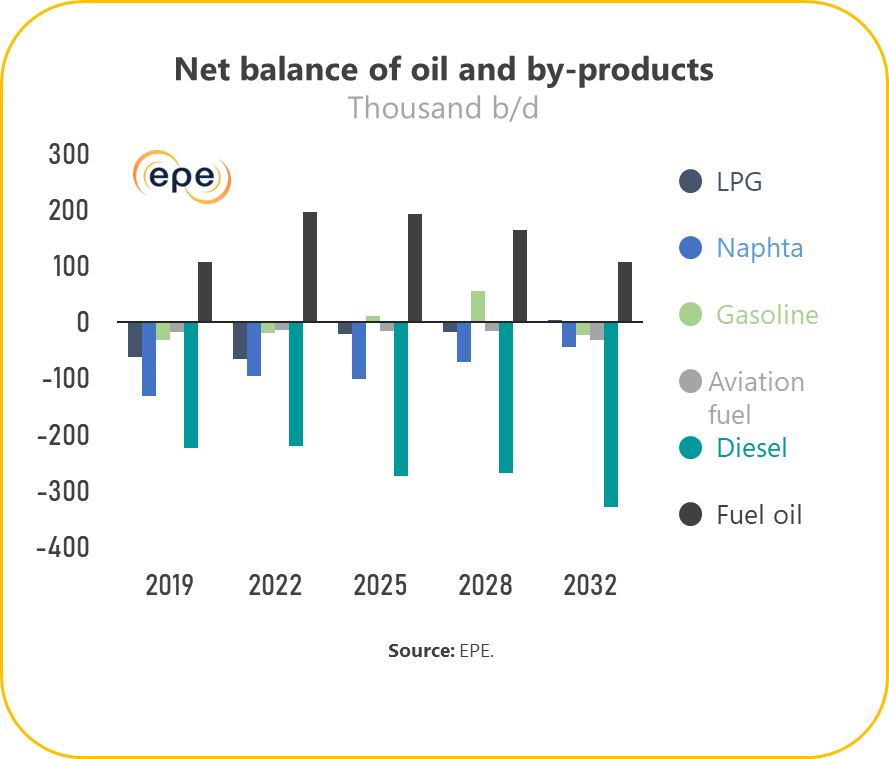 Net balance of oil and by-products
Thousand b/d
epe
300
200
100
0
-100
-200
-300
-400
2019 2022 2025 2028 2032
LPG
Naphta
Gasoline
Aviation
fuel
Diesel
Fuel oil
Source: EPE.